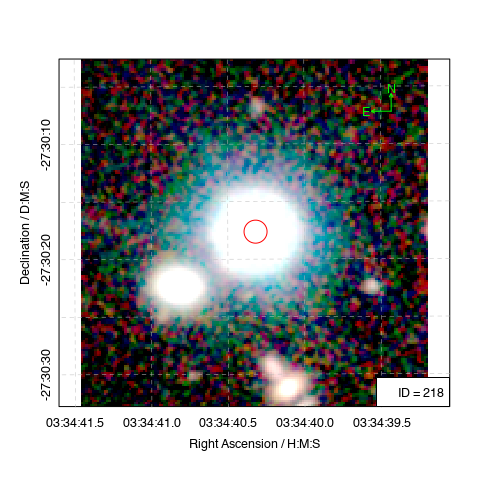 N
E
-27:30:10
-27:30:20
-27:30:30
Declination / D:M:S
ID = 218
03:34:41.5 03:34:41.0 03:34:40.5 03:34:40.0 03:34:39.5
Right Ascension / H:M:S